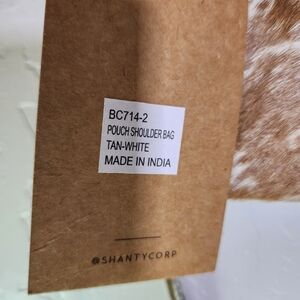 BC714-2
POUCH SHOULDER BAG
TAN-WHITE
MADE IN INDIA
@SHANTYCORP